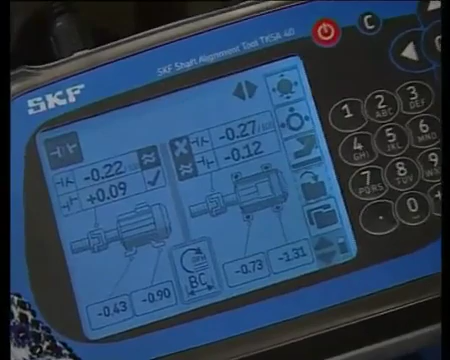 SKF
SKF Shaft Alignment Tool TKSA 40
C
-0.22
+0.09
-0.27
-0.12
-0.43
-0.90
BC
-0.73
-1.31
1
2 ABC
3 DEF
4 GHI
5 JKL
6 MNO
7 PQRS
8 TUV
9
.
0
+